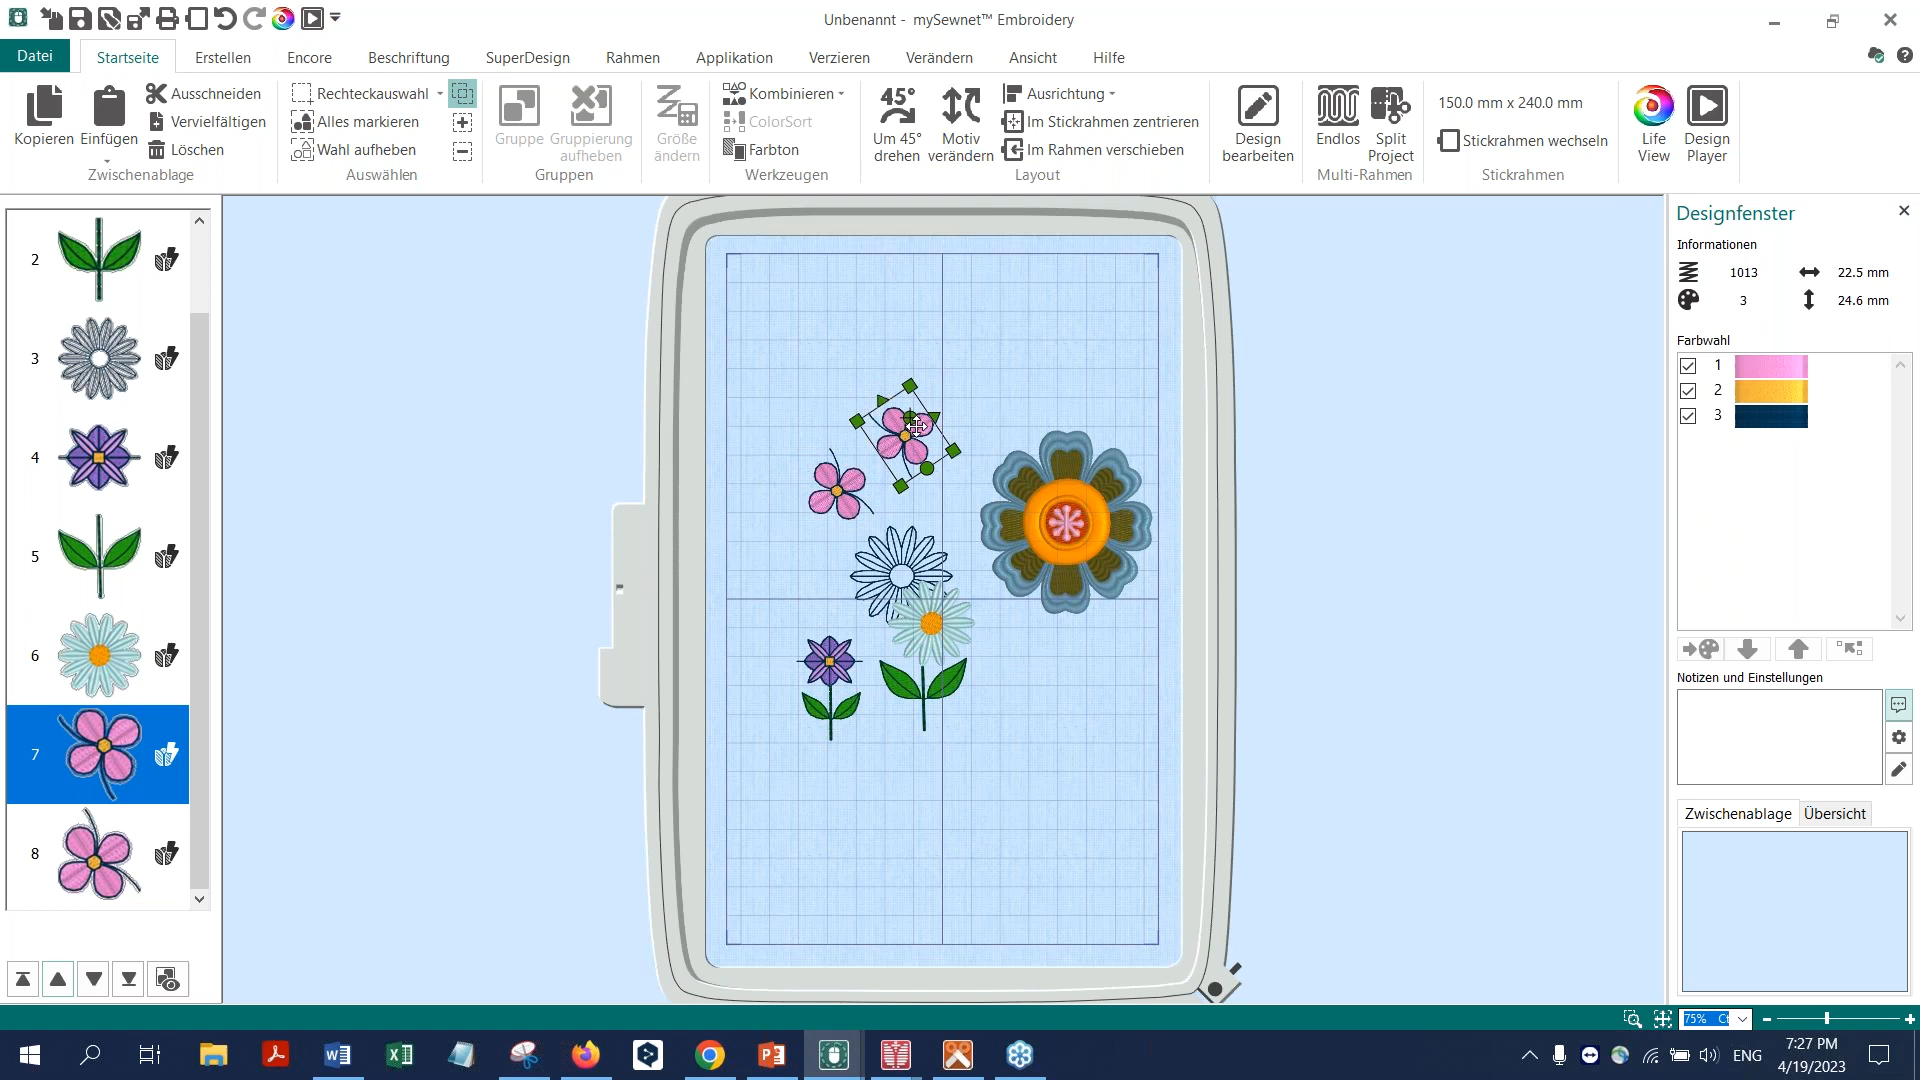 Unbenannt - mySewnet™ Embroidery
Datei Startseite Erstellen Encore Beschriftung SuperDesign Rahmen Applikation Verzieren Verändern Ansicht Hilfe
Kopieren
Einfügen
Ausschneiden
Vervielfältigen
Löschen
Zwischenablage
Rechteckauswahl
Alles markieren
Wahl aufheben
Auswählen
Gruppe
Gruppierung
aufheben
Gruppen
Größe
ändern
Kombinieren
ColorSort
Farbton
Werkzeugen
45°
Um 45°
drehen
Motiv
verändern
Ausrichtung
Im Stickrahmen zentrieren
Im Rahmen verschieben
Layout
Design
bearbeiten
Endlos
Split
Project
Multi-Rahmen
150.0 mm x 240.0 mm
Stickrahmen wechseln
Stickrahmen
Life
View
Design
Player
2
3
4
5
6
7
8
Designfenster
Informationen
1013 22.5 mm
3 24.6 mm
Farbwahl
1
2
3
Notizen und Einstellungen
Zwischenablage Übersicht
75%
ENG
7:27 PM
4/19/2023